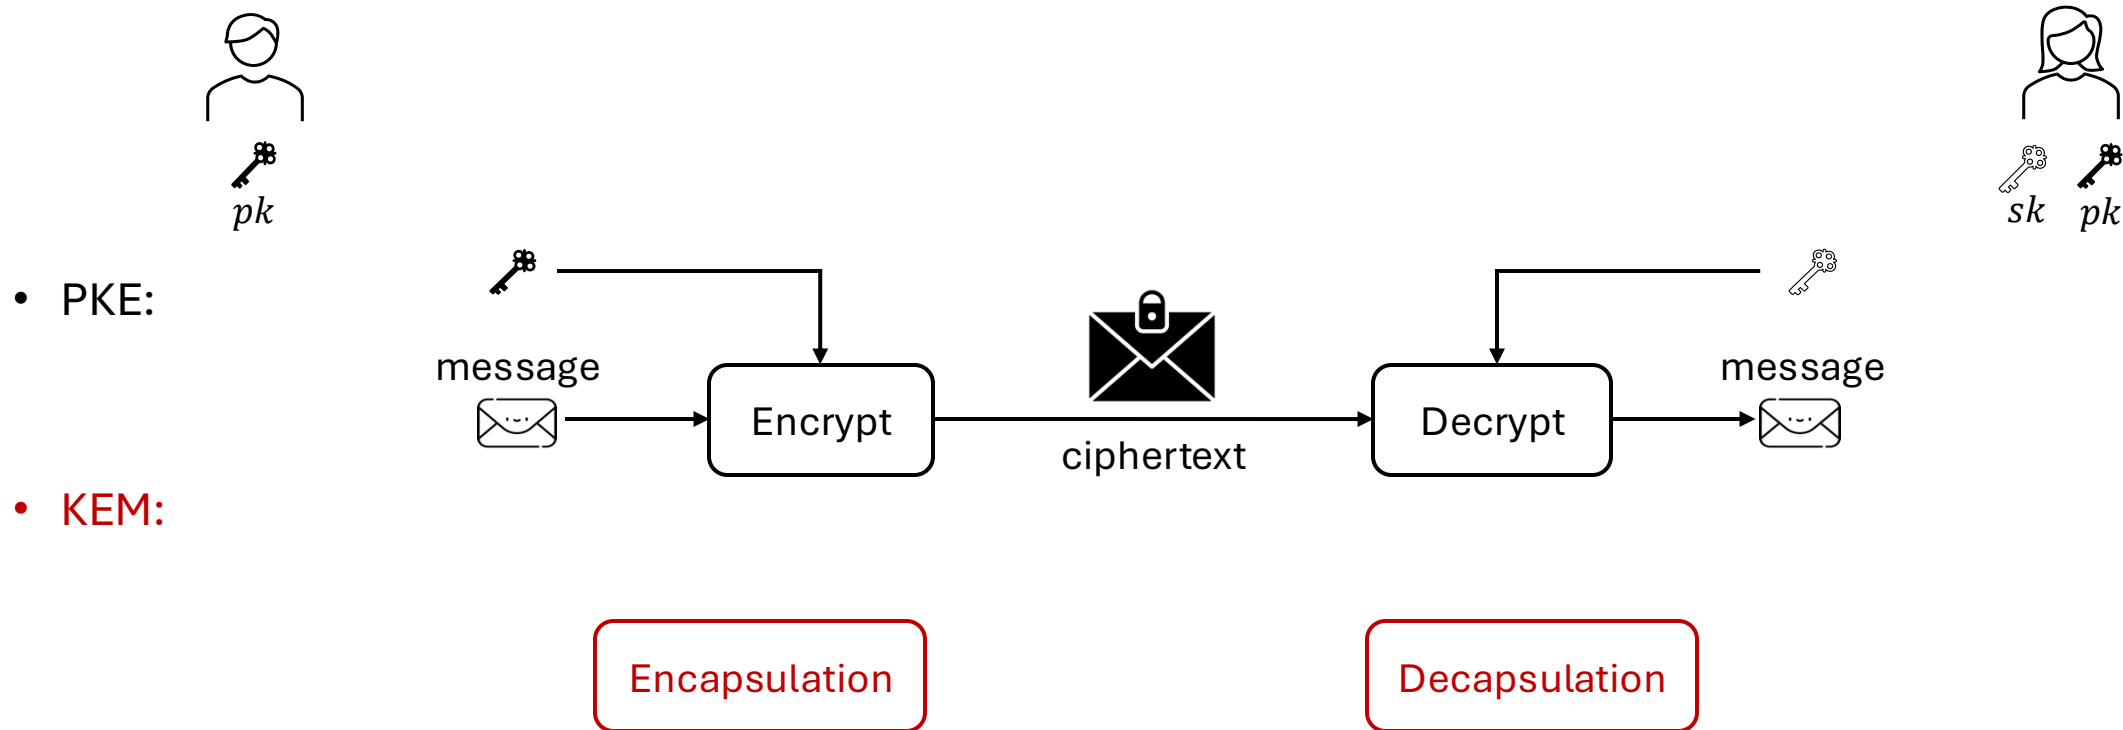 pk
sk pk
• PKE:
message
message
Encrypt
Decrypt
ciphertext
• KEM:
Encapsulation
Decapsulation